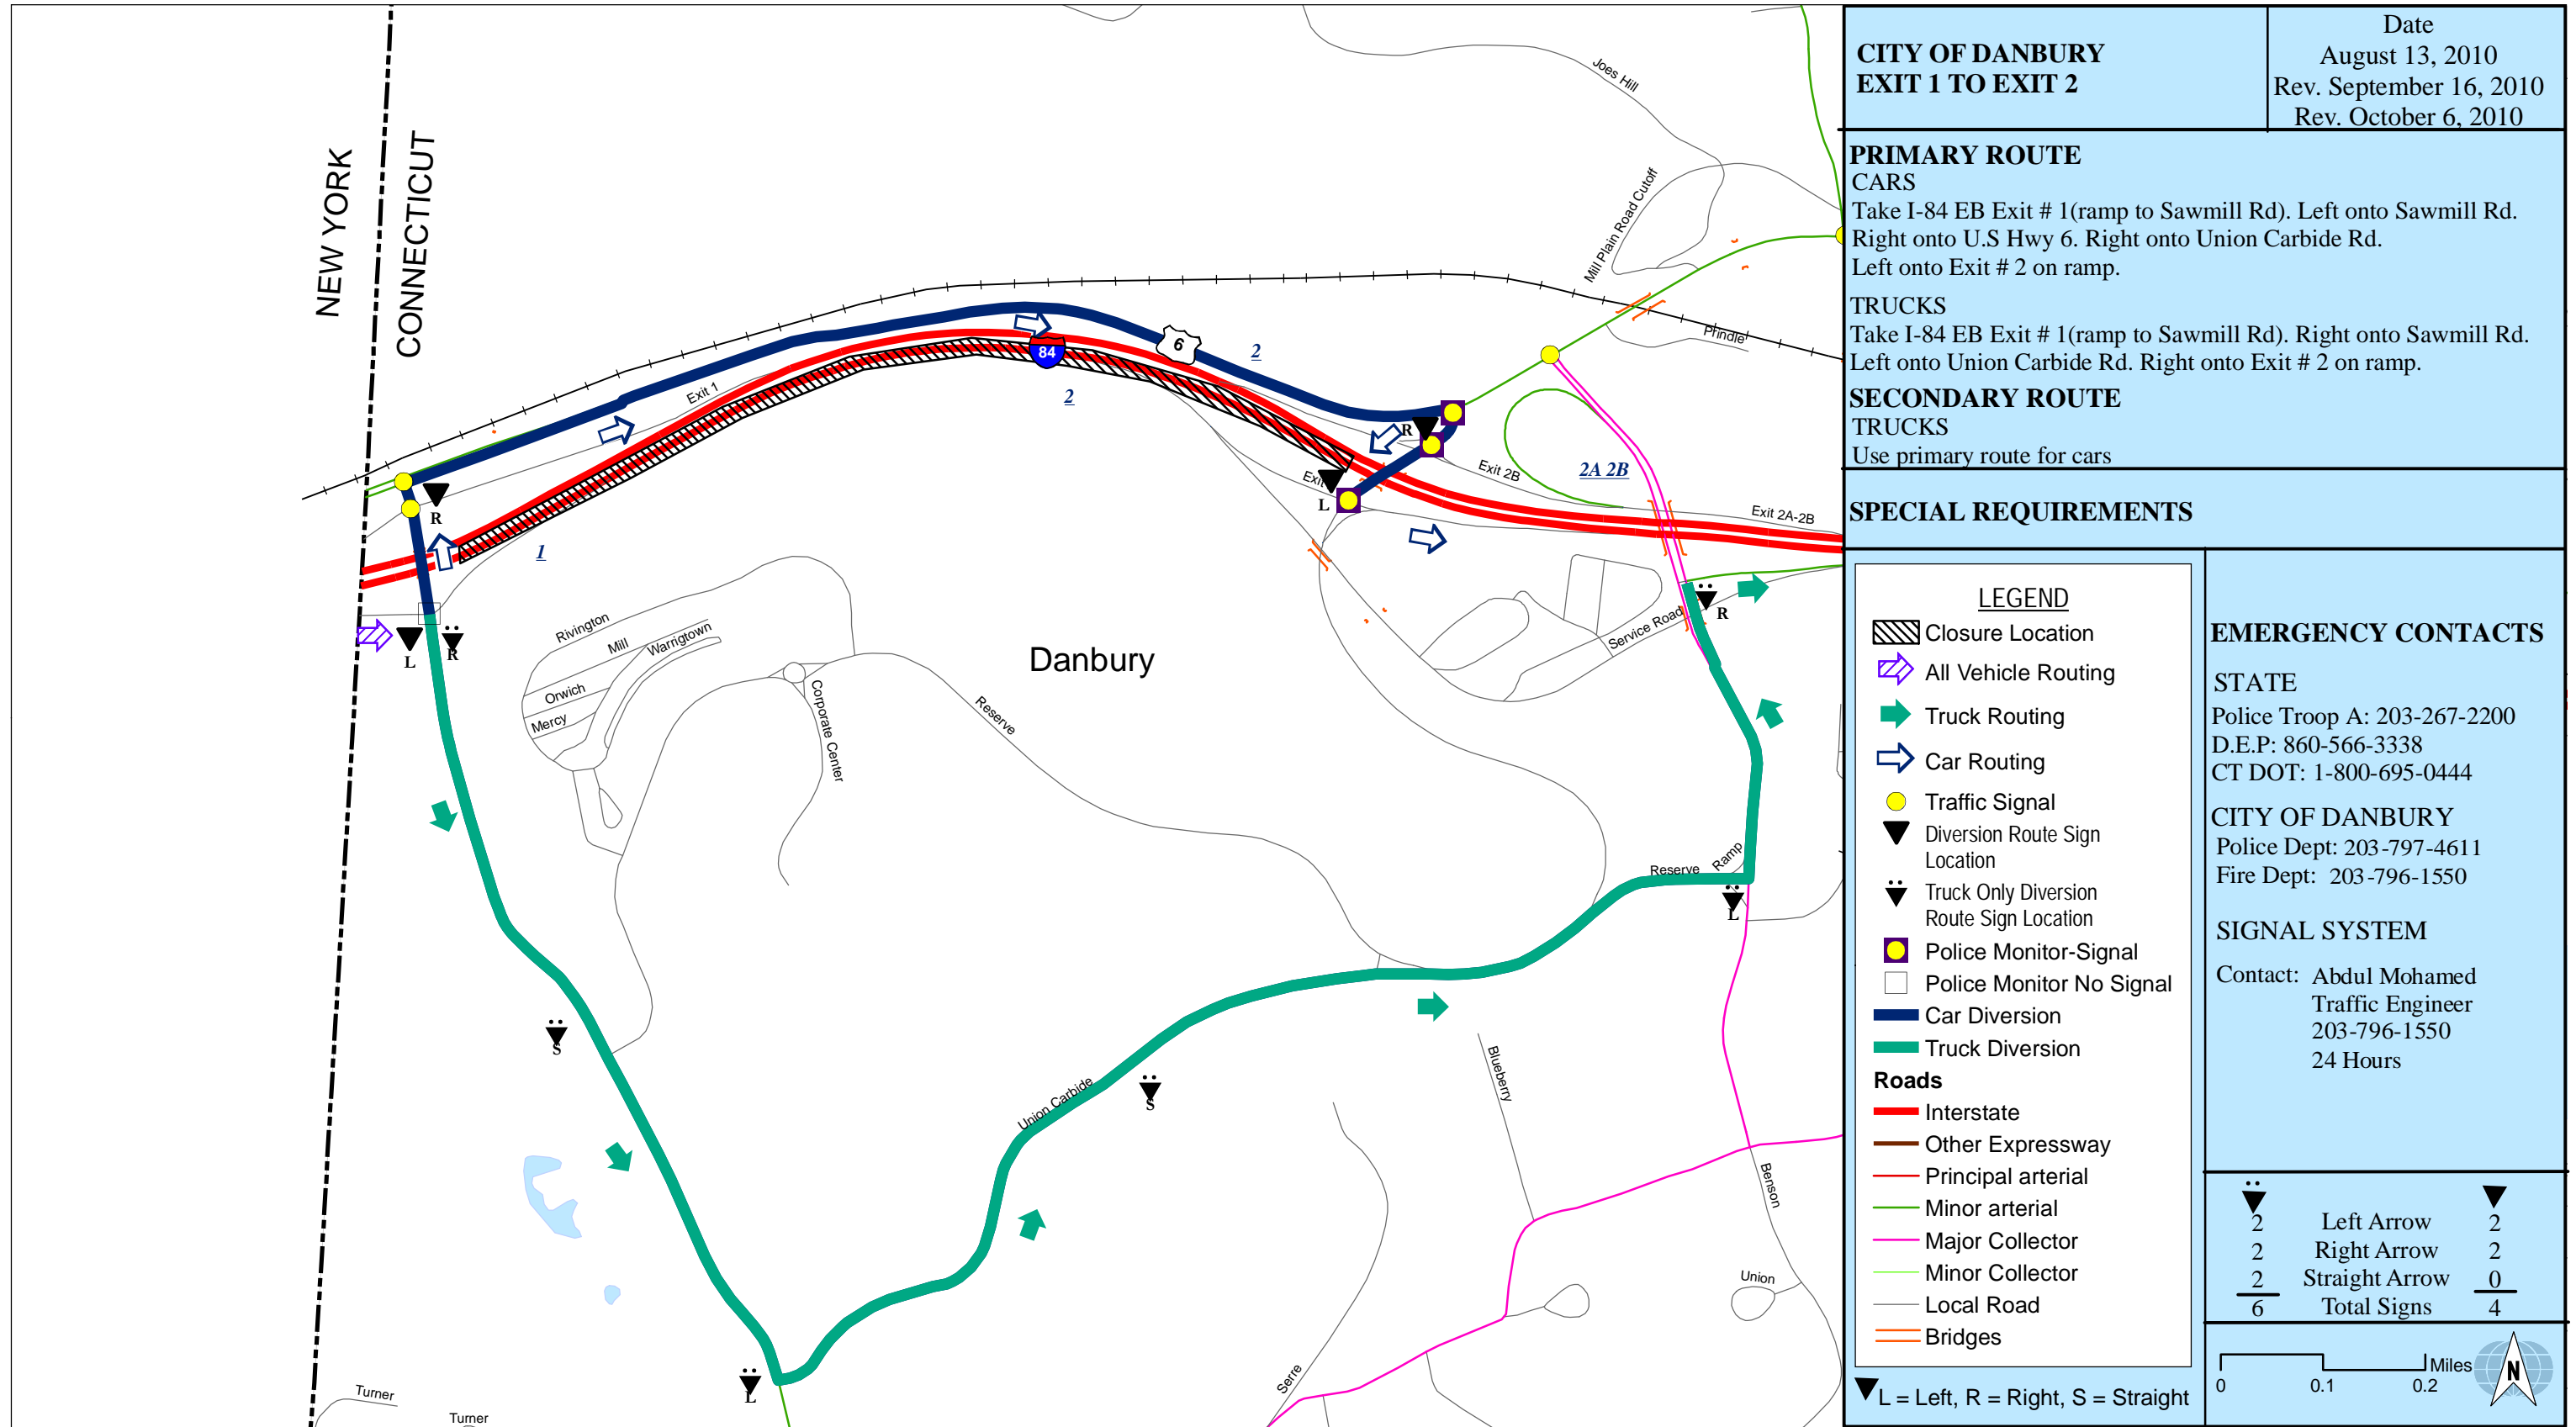 NEW YORK
CONNECTICUT
Joes Hill
Mill Plain Road Cutoff
Prindle
Exit 1
84
6
2
2
1
R
R
L
Exit
Exit 2B
2A 2B
Exit 2A-2B
L
R
Rivington
Mill
Warrigtown
Orwich
Mercy
Corporate Center
Reserve
Danbury
Service Road
R
Reserve
Ramp
L
S
S
Union Carbide
Blueberry
Benson
Union
Serre
L
Turner
Turner
CITY OF DANBURY
EXIT 1 TO EXIT 2
Date
August 13, 2010
Rev. September 16, 2010
Rev. October 6, 2010
PRIMARY ROUTE
CARS
Take I-84 EB Exit # 1(ramp to Sawmill Rd). Left onto Sawmill Rd.
Right onto U.S Hwy 6. Right onto Union Carbide Rd.
Left onto Exit # 2 on ramp.
TRUCKS
Take I-84 EB Exit # 1(ramp to Sawmill Rd). Right onto Sawmill Rd.
Left onto Union Carbide Rd. Right onto Exit # 2 on ramp.
SECONDARY ROUTE
TRUCKS
Use primary route for cars
SPECIAL REQUIREMENTS
LEGEND
Closure Location
All Vehicle Routing
Truck Routing
Car Routing
Traffic Signal
Diversion Route Sign
Location
Truck Only Diversion
Route Sign Location
Police Monitor-Signal
Police Monitor No Signal
Car Diversion
Truck Diversion
Roads
Interstate
Other Expressway
Principal arterial
Minor arterial
Major Collector
Minor Collector
Local Road
Bridges
L = Left, R = Right, S = Straight
EMERGENCY CONTACTS
STATE
Police Troop A: 203-267-2200
D.E.P: 860-566-3338
CT DOT: 1-800-695-0444
CITY OF DANBURY
Police Dept: 203-797-4611
Fire Dept: 203-796-1550
SIGNAL SYSTEM
Contact: Abdul Mohamed
Traffic Engineer
203-796-1550
24 Hours
2 Left Arrow 2
2 Right Arrow 2
2 Straight Arrow 0
6 Total Signs 4
Miles
0 0.1 0.2
N